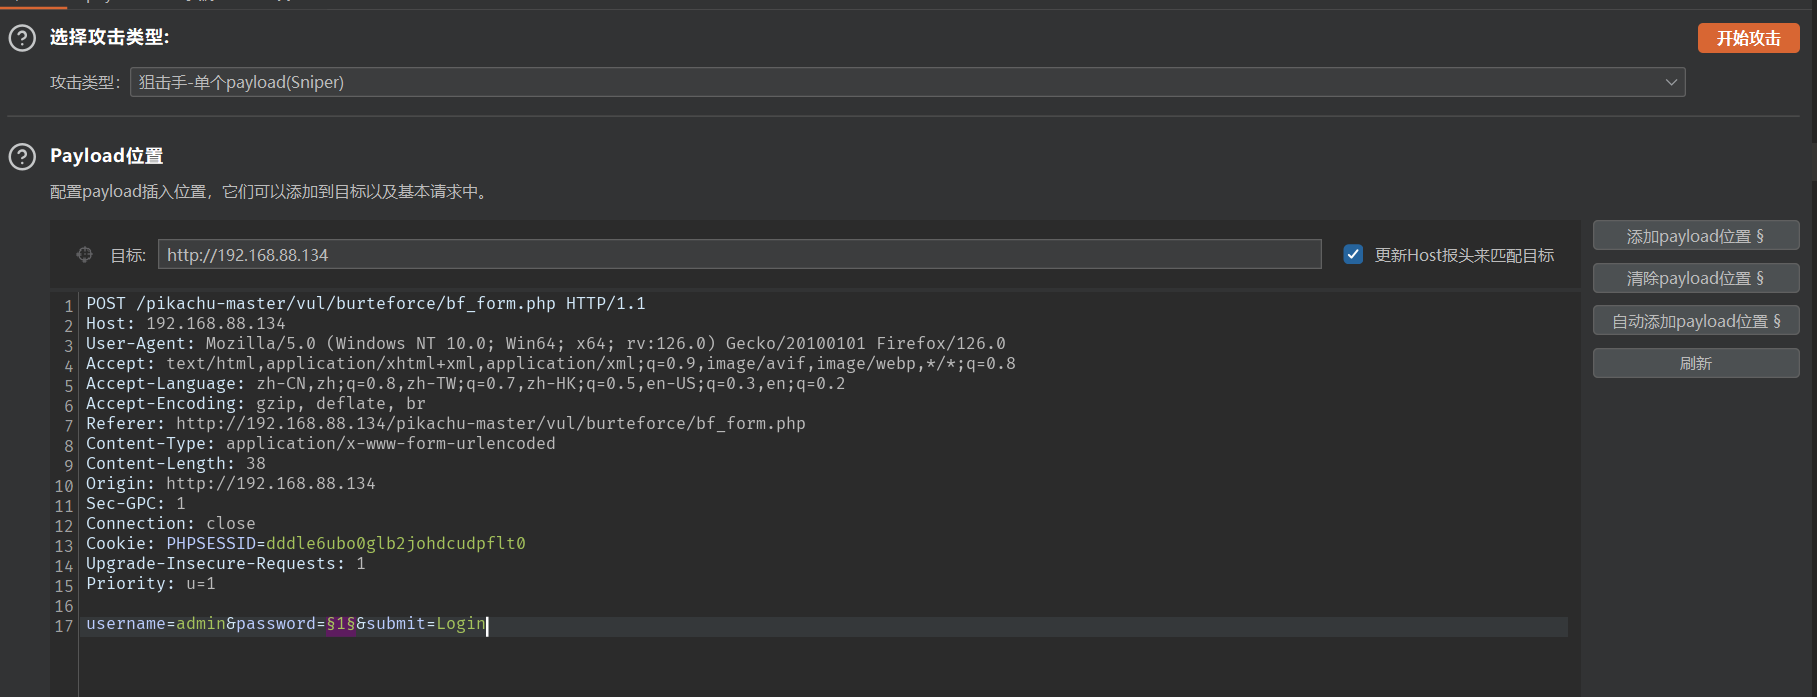 选择攻击类型:
开始攻击
攻击类型: 狙击手-单个payload(Sniper)
Payload位置
配置payload插入位置，它们可以添加到目标以及基本请求中。
目标: http://192.168.88.134
更新Host报头来匹配目标
添加payload位置 §
清除payload位置 §
自动添加payload位置 §
刷新
1 POST /pikachu-master/vul/burteforce/bf_form.php HTTP/1.1
2 Host: 192.168.88.134
3 User-Agent: Mozilla/5.0 (Windows NT 10.0; Win64; x64; rv:126.0) Gecko/20100101 Firefox/126.0
4 Accept: text/html,application/xhtml+xml,application/xml;q=0.9,image/avif,image/webp,*/*;q=0.8
5 Accept-Language: zh-CN,zh;q=0.8,zh-TW;q=0.7,zh-HK;q=0.5,en-US;q=0.3,en;q=0.2
6 Accept-Encoding: gzip, deflate, br
7 Referer: http://192.168.88.134/pikachu-master/vul/burteforce/bf_form.php
8 Content-Type: application/x-www-form-urlencoded
9 Content-Length: 38
10 Origin: http://192.168.88.134
11 Sec-GPC: 1
12 Connection: close
13 Cookie: PHPSESSID=dddle6ubo0glb2johdcudpflt0
14 Upgrade-Insecure-Requests: 1
15 Priority: u=1
16
17 username=admin&password=§1§&submit=Login